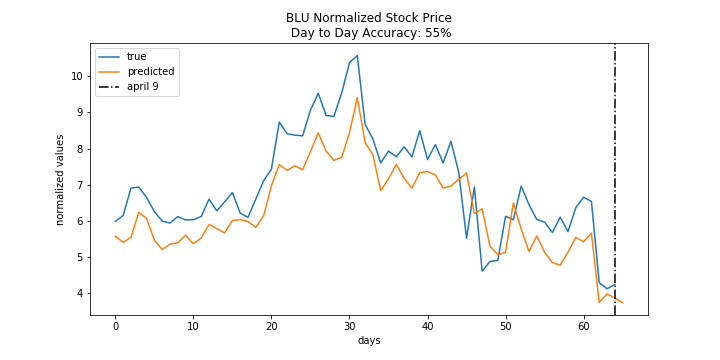 BLU Normalized Stock Price
Day to Day Accuracy: 55%
true
predicted
april 9
normalized values
10
9
8
7
6
5
4
0
10
20
30
40
50
60
days